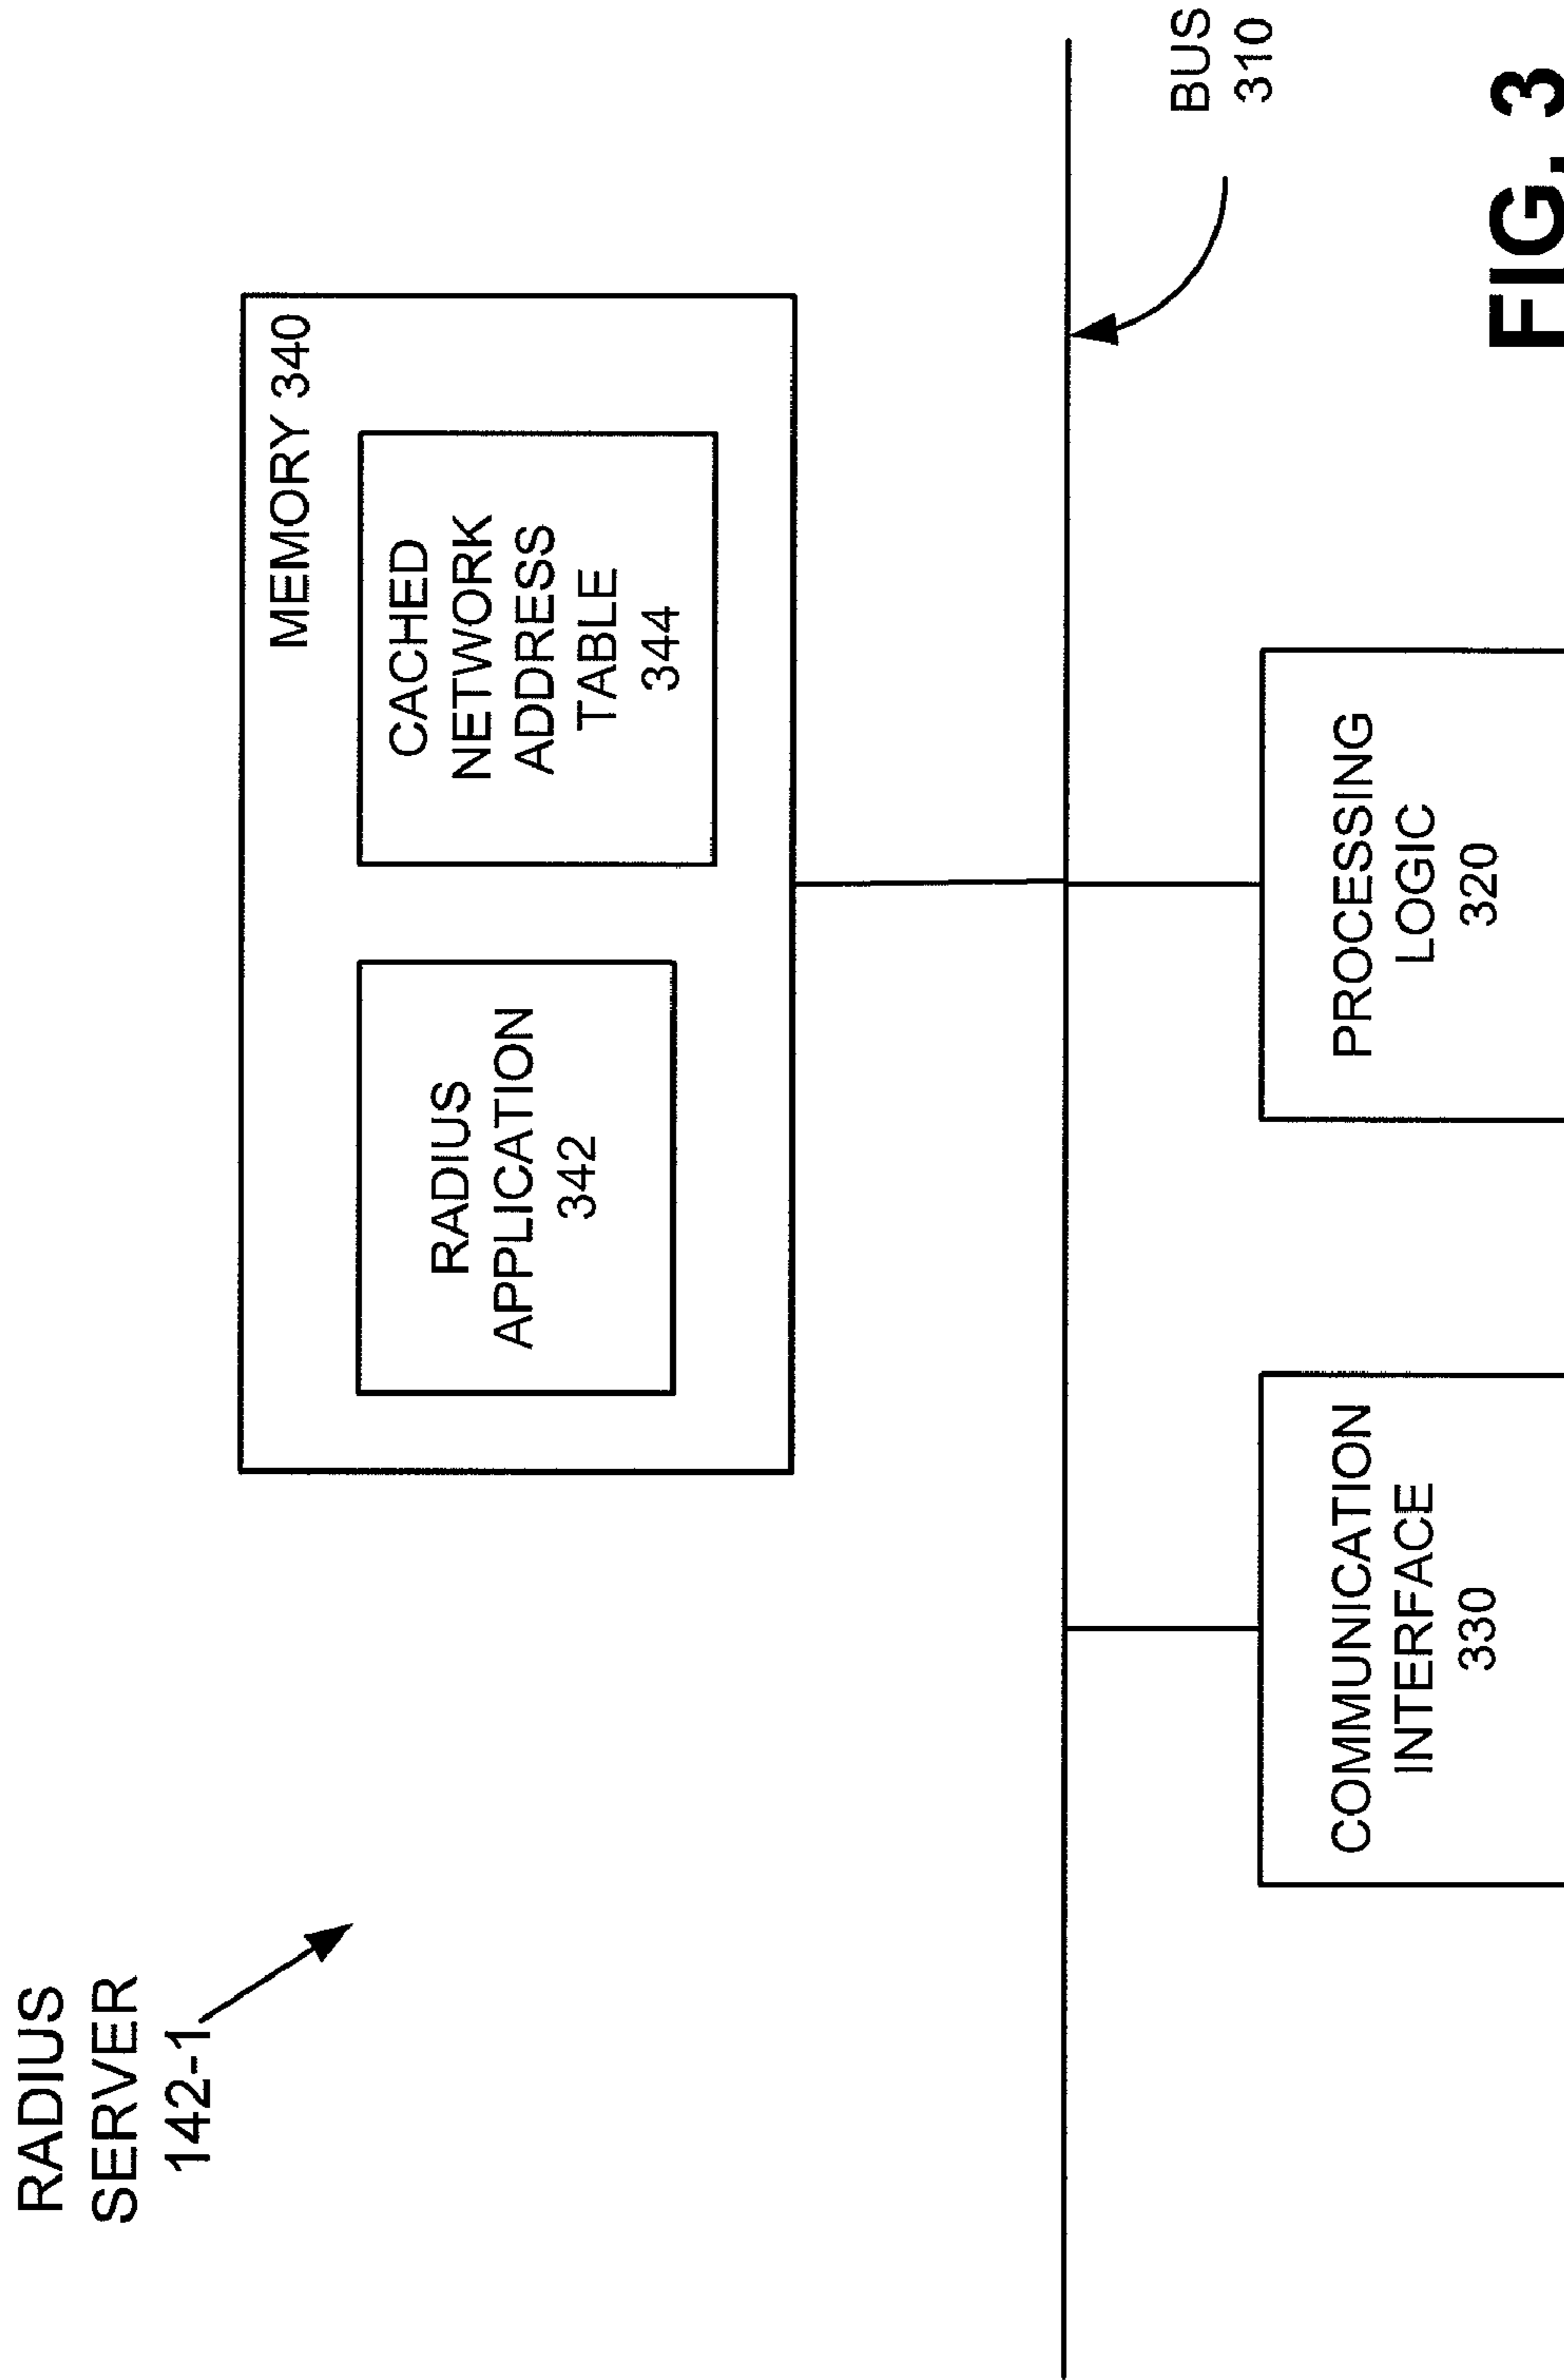 RADIUS
SERVER
142-1
MEMORY 340
RADIUS
APPLICATION
342
CACHED
NETWORK
ADDRESS
TABLE
344
BUS
310
COMMUNICATION
INTERFACE
330
PROCESSING
LOGIC
320
FIG. 3